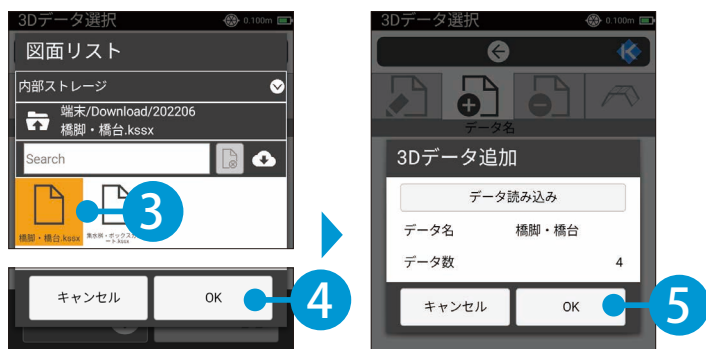 3Dデータ選択
0.100m
図面リスト
内部ストレージ
端末/Download/202206
橋脚・橋台.kssx
Search
橋脚・橋台.kssx
3
キャンセル
OK
4
3Dデータ選択
0.100m
データ名
3Dデータ追加
データ読み込み
データ名 橋脚・橋台
データ数 4
キャンセル
OK
5